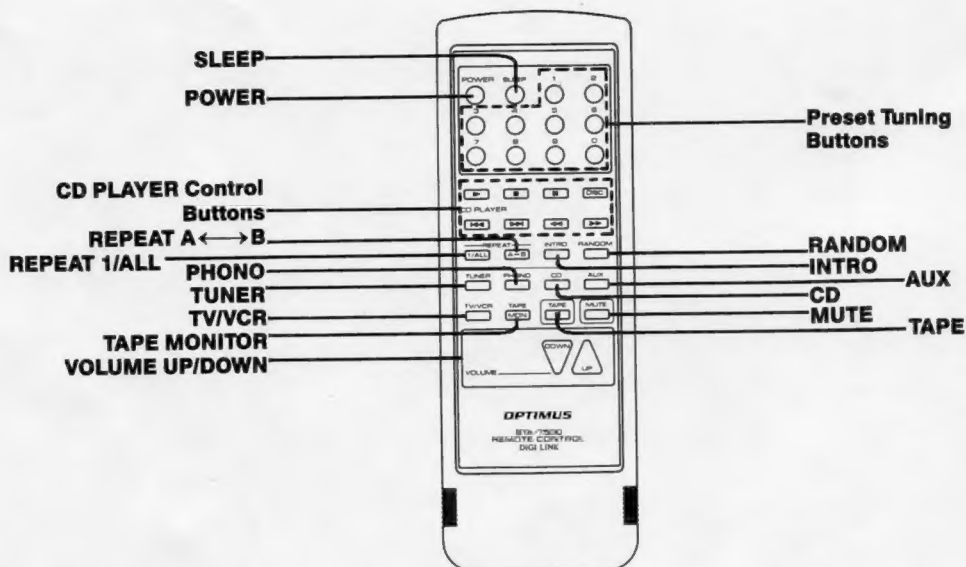 SLEEP
POWER
CD PLAYER Control
Buttons
REPEAT A ⟷ B
REPEAT 1/ALL
PHONO
TUNER
TV/VCR
TAPE MONITOR
VOLUME UP/DOWN
POWER SLEEP 1 2
3 4 5 6
7 8 9 0
DISC
CD PLAYER
REPEAT INTRO RANDOM
1/ALL A↔B
TUNER PHONO CD AUX
TV/VCR TAPE TAPE MUTE
MON
DOWN
UP
VOLUME
OPTIMUS
STA-7500
REMOTE CONTROL
DIGI LINE
Preset Tuning
Buttons
RANDOM
INTRO
AUX
CD
MUTE
TAPE